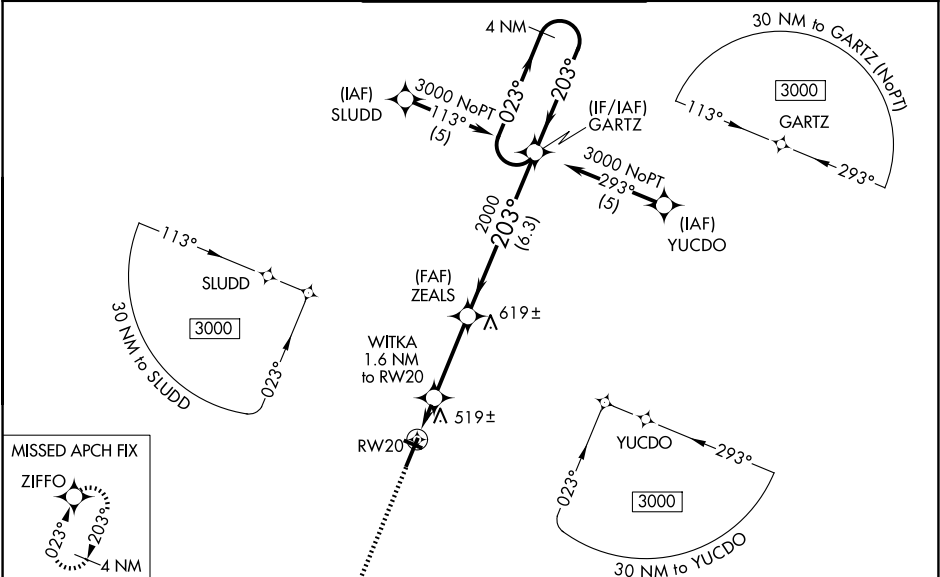 4 NM
023°
203°
(IAF)
SLUDD
3000 NoPT
113°
(5)
(IF/IAF)
GARTZ
3000 NoPT
293°
(5)
(IAF)
YUCDO
30 NM to GARTZ (NoPT)
3000
GARTZ
113°
293°
2000
203°
(6.3)
113°
SLUDD
3000
023°
30 NM to SLUDD
(FAF)
ZEALS
619±
WITKA
1.6 NM
to RW20
519±
RW20
YUCDO
293°
023°
3000
30 NM to YUCDO
MISSED APCH FIX
ZIFFO
023°
203°
4 NM